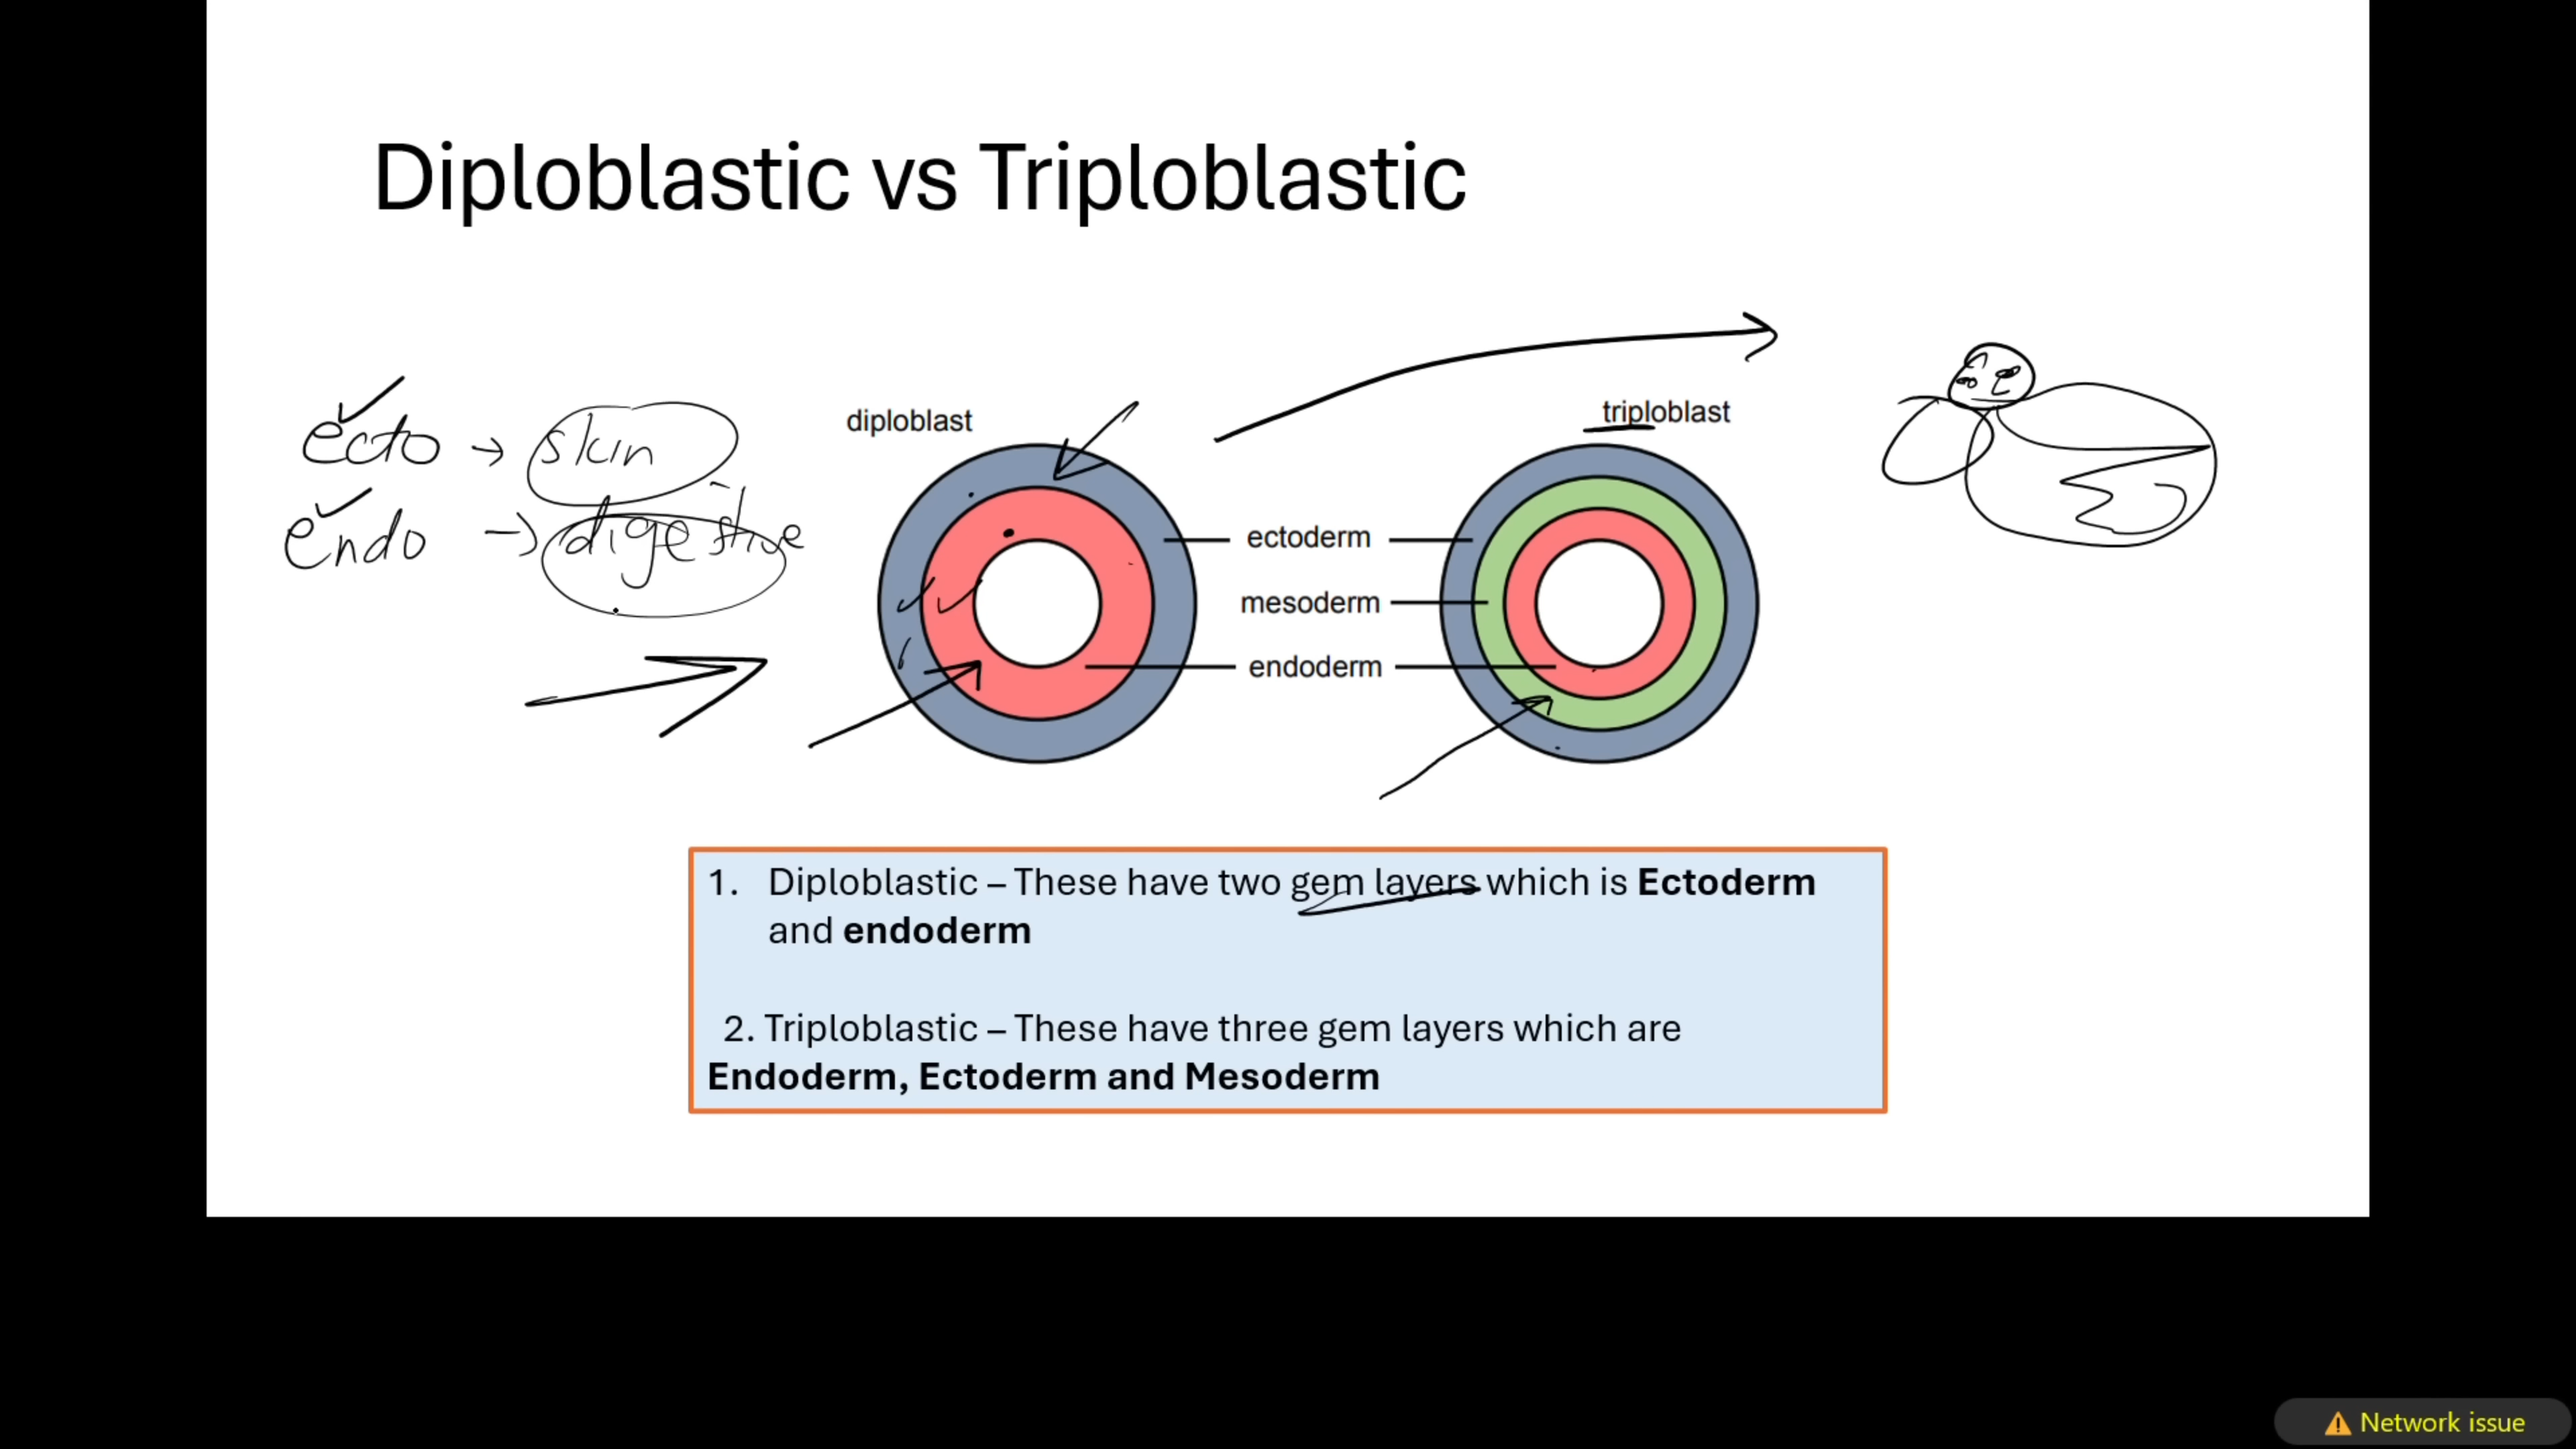 Diploblastic vs Triploblastic
ecto → skin
endo → digestive
diploblast
triploblast
ectoderm
mesoderm
endoderm
1. Diploblastic – These have two gem layers which is Ectoderm
and endoderm
2. Triploblastic – These have three gem layers which are
Endoderm, Ectoderm and Mesoderm
Network issue